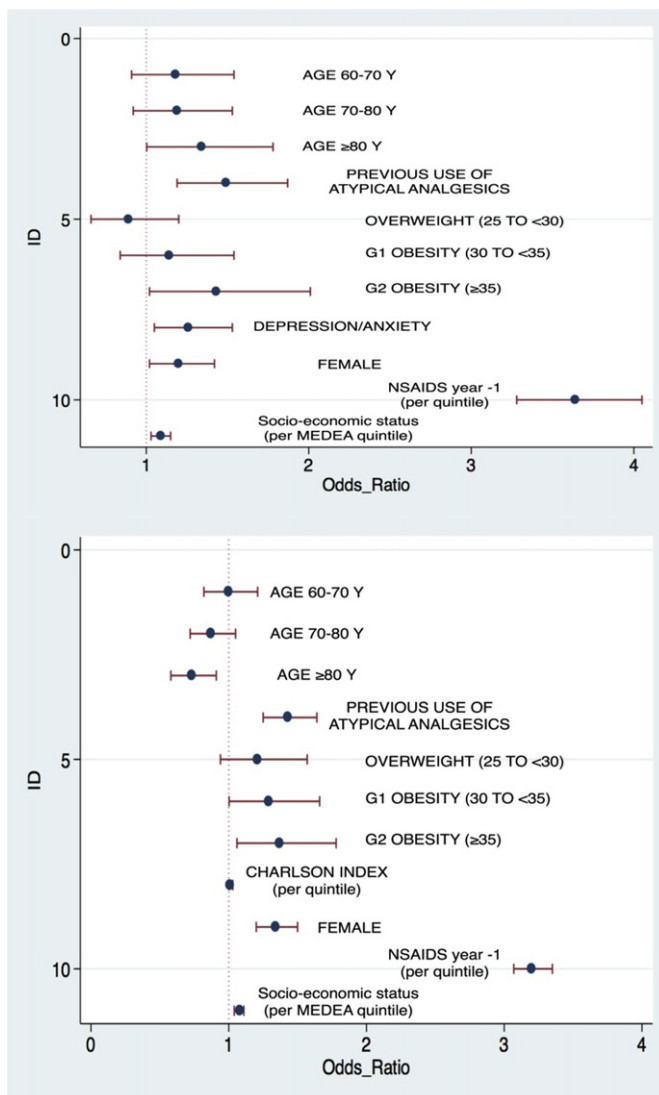 0
AGE 60-70 Y
AGE 70-80 Y
AGE ≥80 Y
PREVIOUS USE OF
ATYPICAL ANALGESICS
5
OVERWEIGHT (25 TO <30)
ID
G1 OBESITY (30 TO <35)
G2 OBESITY (≥35)
DEPRESSION/ANXIETY
FEMALE
NSAIDS year -1
(per quintile)
10
Socio-economic status
(per MEDEA quintile)
1 2 3 4
Odds_Ratio
0
AGE 60-70 Y
AGE 70-80 Y
AGE ≥80 Y
PREVIOUS USE OF
ATYPICAL ANALGESICS
5
OVERWEIGHT (25 TO <30)
ID
G1 OBESITY (30 TO <35)
G2 OBESITY (≥35)
CHARLSON INDEX
(per quintile)
FEMALE
NSAIDS year -1
(per quintile)
10
Socio-economic status
(per MEDEA quintile)
0 1 2 3 4
Odds_Ratio